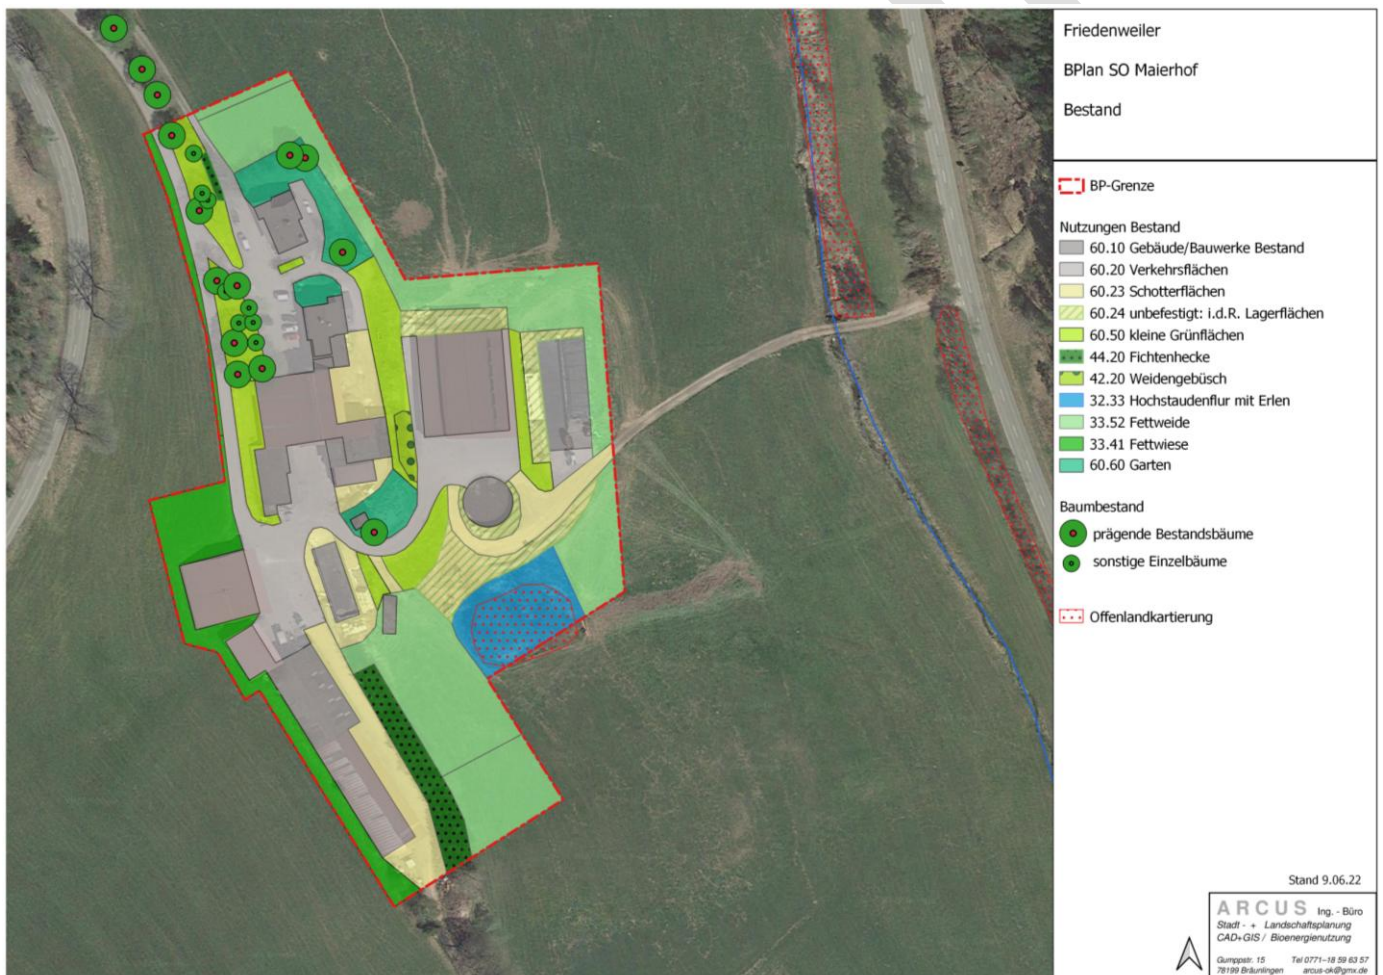 Friedenweiler
BPlan SO Maierhof
Bestand
BP-Grenze
Nutzungen Bestand
60.10 Gebäude/Bauwerke Bestand
60.20 Verkehrsflächen
60.23 Schotterflächen
60.24 unbefestigt: i.d.R. Lagerflächen
60.50 kleine Grünflächen
44.20 Fichtenhecke
42.20 Weidengebüsch
32.33 Hochstaudenflur mit Erlen
33.52 Fettweide
33.41 Fettwiese
60.60 Garten
Baumbestand
prägende Bestandsbäume
sonstige Einzelbäume
Offenlandkartierung
Stand 9.06.22
ARCUS Ing. - Büro
Stadt - + Landschaftsplanung
CAD+GIS / Bioenergienutzung
Gumppstr. 15 Tel 0771-18 59 63 57
78199 Bräunlingen arcus-ok@gmx.de